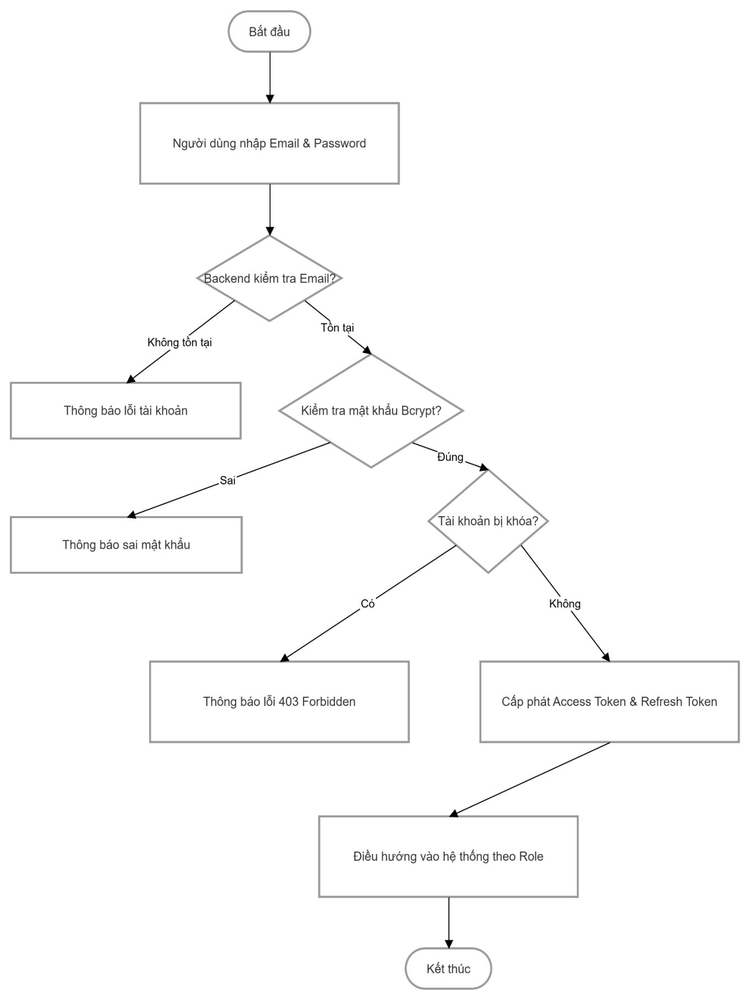 Bắt đầu
Người dùng nhập Email & Password
Backend kiểm tra Email?
Không tồn tại
Tồn tại
Thông báo lỗi tài khoản
Kiểm tra mật khẩu Bcrypt?
Sai
Đúng
Thông báo sai mật khẩu
Tài khoản bị khóa?
Có
Không
Thông báo lỗi 403 Forbidden
Cấp phát Access Token & Refresh Token
Điều hướng vào hệ thống theo Role
Kết thúc